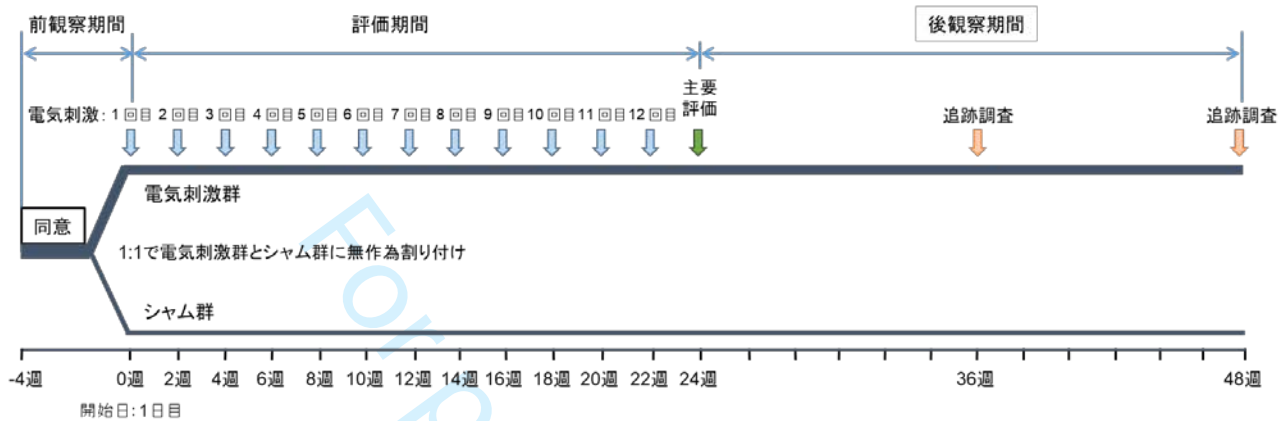 前観察期間 評価期間 後観察期間
電気刺激: 1回目 2回目 3回目 4回目 5回目 6回目 7回目 8回目 9回目 10回目 11回目 12回目 主要
評価 追跡調査 追跡調査
電気刺激群
同意
1:1で電気刺激群とシャム群に無作為割り付け
シャム群
-4週 0週 2週 4週 6週 8週 10週 12週 14週 16週 18週 20週 22週 24週 36週 48週
開始日:1日目
For p